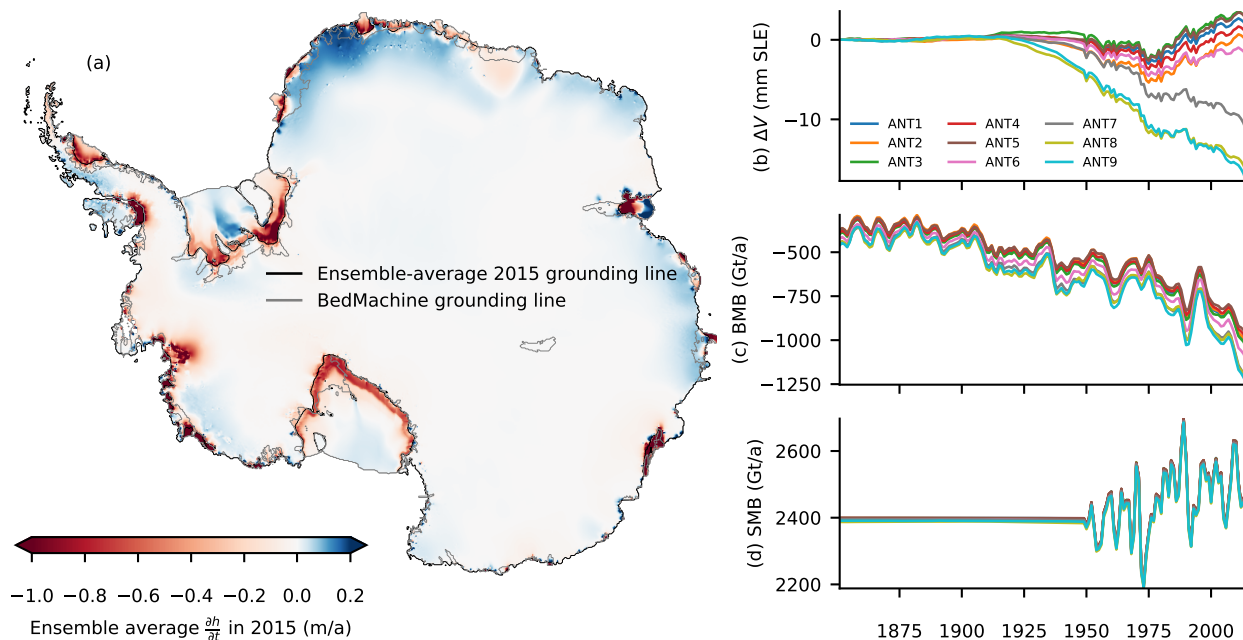 (a)
Ensemble-average 2015 grounding line
BedMachine grounding line
−1.0 −0.8 −0.6 −0.4 −0.2 0.0 0.2
Ensemble average ∂h/∂t in 2015 (m/a)
(b) ΔV (mm SLE)
0
−10
ANT1 ANT4 ANT7
ANT2 ANT5 ANT8
ANT3 ANT6 ANT9
(c) BMB (Gt/a)
−500
−750
−1000
−1250
(d) SMB (Gt/a)
2600
2400
2200
1875 1900 1925 1950 1975 2000